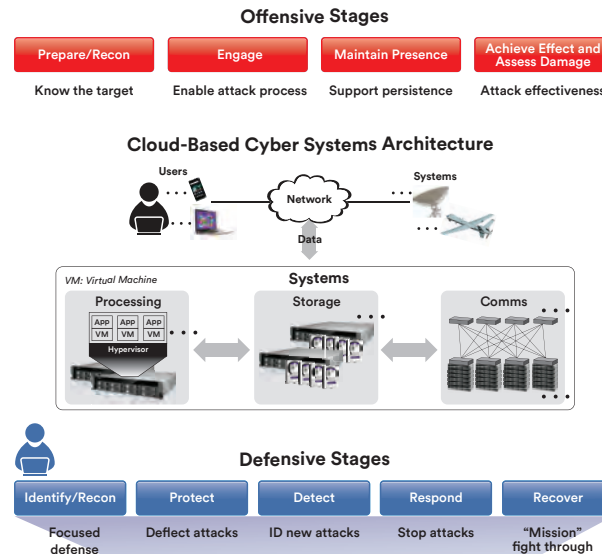 Offensive Stages
Prepare/Recon
Engage
Maintain Presence
Achieve Effect and
Assess Damage
Know the target
Enable attack process
Support persistence
Attack effectiveness
Cloud-Based Cyber Systems Architecture
Users
Systems
Network
Data
VM: Virtual Machine
Systems
Processing
Storage
Comms
App
App
App
VM
VM
VM
Hypervisor
Defensive Stages
Identify/Recon
Protect
Detect
Respond
Recover
Focused
defense
Deflect attacks
ID new attacks
Stop attacks
“Mission”
fight through